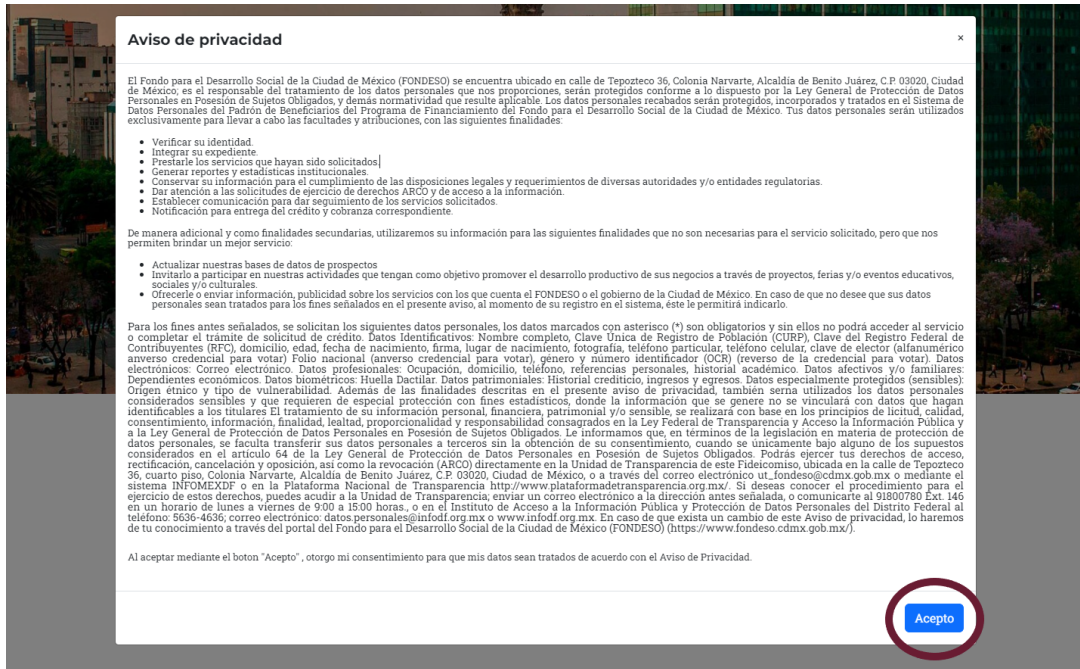 Aviso de privacidad
×
El Fondo para el Desarrollo Social de la Ciudad de México (FONDESO) se encuentra ubicado en calle de Tepozteco 36, Colonia Narvarte, Alcaldía de Benito Juárez, C.P. 03020, Ciudad
de México; es el responsable del tratamiento de los datos personales que nos proporciones, serán protegidos conforme a lo dispuesto por la Ley General de Protección de Datos
Personales en Posesión de Sujetos Obligados, y demás normatividad que resulte aplicable. Los datos personales recabados serán protegidos, incorporados y tratados en el Sistema de
Datos Personales del Padrón de Beneficiarios del Programa de Financiamiento del Fondo para el Desarrollo Social de la Ciudad de México. Tus datos personales serán utilizados
exclusivamente para llevar a cabo las facultades y atribuciones, con las siguientes finalidades:
• Verificar su identidad.
• Integrar su expediente.
• Prestarle los servicios que hayan sido solicitados.
• Generar reportes y estadísticas institucionales.
• Conservar su información para el cumplimiento de las disposiciones legales y requerimientos de diversas autoridades y/o entidades regulatorias.
• Dar atención a las solicitudes de ejercicio de derechos ARCO y de acceso a la información.
• Establecer comunicación para dar seguimiento de los servicios solicitados.
• Notificación para entrega del crédito y cobranza correspondiente.
De manera adicional y como finalidades secundarias, utilizaremos su información para las siguientes finalidades que no son necesarias para el servicio solicitado, pero que nos
permiten brindar un mejor servicio:
• Actualizar nuestras bases de datos de prospectos
• Invitarlo a participar en nuestras actividades que tengan como objetivo promover el desarrollo productivo de sus negocios a través de proyectos, ferias y/o eventos educativos,
sociales y/o culturales.
• Ofrecerle o enviar información, publicidad sobre los servicios con los que cuenta el FONDESO o el gobierno de la Ciudad de México. En caso de que no desee que sus datos
personales sean tratados para los fines señalados en el presente aviso, al momento de su registro en el sistema, éste le permitirá indicarlo.
Para los fines antes señalados, se solicitan los siguientes datos personales, los datos marcados con asterisco (*) son obligatorios y sin ellos no podrá acceder al servicio
o completar el trámite de solicitud de crédito. Datos Identificativos: Nombre completo, Clave Única de Registro de Población (CURP), Clave del Registro Federal de
Contribuyentes (RFC), domicilio, edad, fecha de nacimiento, firma, lugar de nacimiento, fotografía, teléfono particular, teléfono celular, clave de elector (alfanumérico
anverso credencial para votar) Folio nacional (anverso credencial para votar), género y número identificador (OCR) (reverso de la credencial para votar). Datos
electrónicos: Correo electrónico. Datos profesionales: Ocupación, domicilio, teléfono, referencias personales, historial académico. Datos afectivos y/o familiares:
Dependientes económicos. Datos biométricos: Huella Dactilar. Datos patrimoniales: Historial crediticio, ingresos y egresos. Datos especialmente protegidos (sensibles):
Origen étnico y tipo de vulnerabilidad. Además de las finalidades descritas en el presente aviso de privacidad, también serna utilizados los datos personales
considerados sensibles y que requieren de especial protección con fines estadísticos, donde la información que se genere no se vinculará con datos que hagan
identificables a los titulares El tratamiento de su información personal, financiera, patrimonial y/o sensible, se realizará con base en los principios de licitud, calidad,
consentimiento, información, finalidad, lealtad, proporcionalidad y responsabilidad consagrados en la Ley Federal de Transparencia y Acceso la Información Pública y
a la Ley General de Protección de Datos Personales en Posesión de Sujetos Obligados. Le informamos que, en términos de la legislación en materia de protección de
datos personales, se faculta transferir sus datos personales a terceros sin la obtención de su consentimiento, cuando se únicamente bajo alguno de los supuestos
considerados en el artículo 64 de la Ley General de Protección de Datos Personales en Posesión de Sujetos Obligados. Podrás ejercer tus derechos de acceso,
rectificación, cancelación y oposición, así como la revocación (ARCO) directamente en la Unidad de Transparencia de este Fideicomiso, ubicada en la calle de Tepozteco
36, cuarto piso, Colonia Narvarte, Alcaldía de Benito Juárez, C.P. 03020, Ciudad de México, o a través del correo electrónico ut_fondeso@cdmx.gob.mx o mediante el
sistema INFOMEXDF o en la Plataforma Nacional de Transparencia http://www.plataformadetransparencia.org.mx/. Si deseas conocer el procedimiento para el
ejercicio de estos derechos, puedes acudir a la Unidad de Transparencia; enviar un correo electrónico a la dirección antes señalada, o comunicarte al 91800780 Ext. 146
en un horario de lunes a viernes de 9:00 a 15:00 horas., o en el Instituto de Acceso a la Información Pública y Protección de Datos Personales del Distrito Federal al
teléfono: 5636-4636; correo electrónico: datos.personales@infodf.org.mx o www.infodf.org.mx. En caso de que exista un cambio de este Aviso de privacidad, lo haremos
de tu conocimiento a través del portal del Fondo para el Desarrollo Social de la Ciudad de México (FONDESO) (https://www.fondeso.cdmx.gob.mx/).
Al aceptar mediante el boton "Acepto" , otorgo mi consentimiento para que mis datos sean tratados de acuerdo con el Aviso de Privacidad.
Acepto